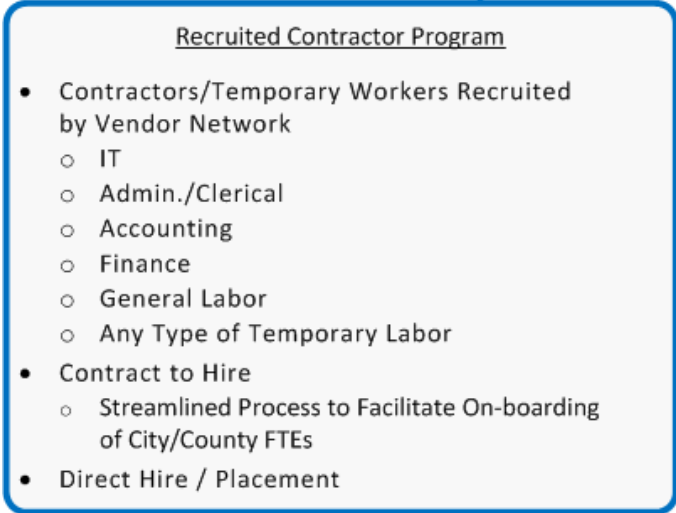 Recruited Contractor Program
• Contractors/Temporary Workers Recruited
by Vendor Network
o IT
o Admin./Clerical
o Accounting
o Finance
o General Labor
o Any Type of Temporary Labor
• Contract to Hire
o Streamlined Process to Facilitate On-boarding
of City/County FTEs
• Direct Hire / Placement